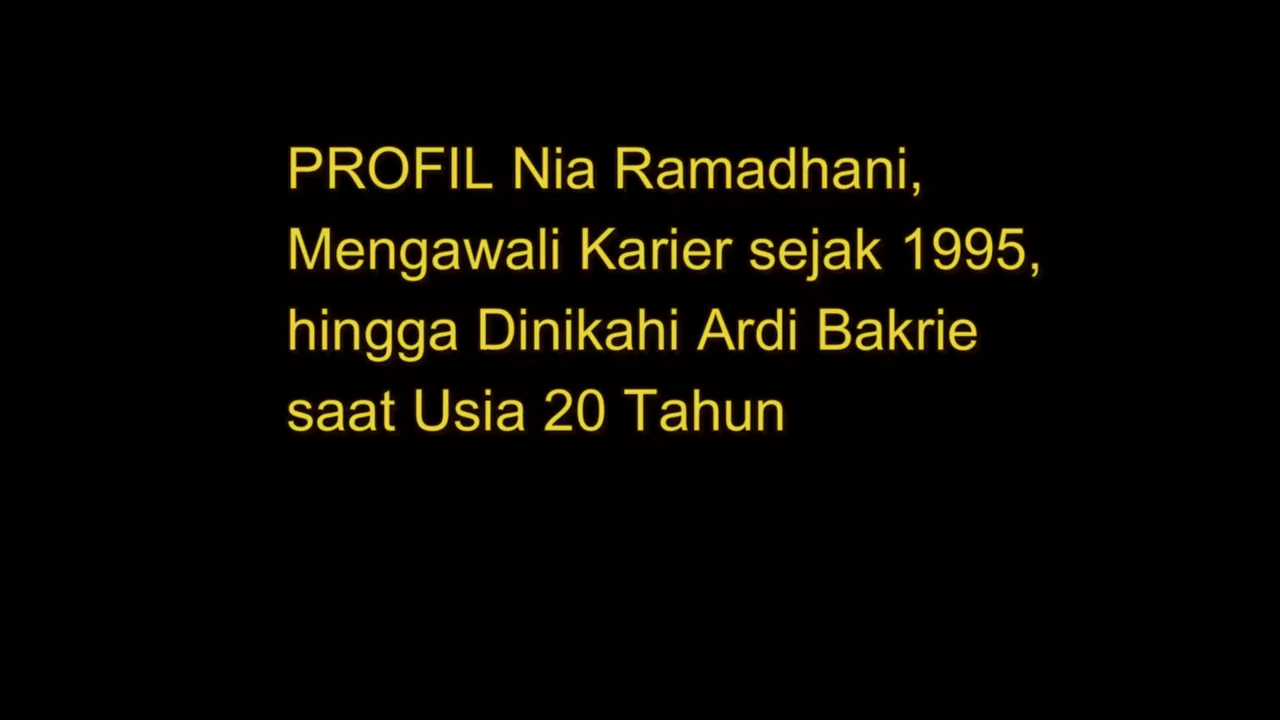 PROFIL Nia Ramadhani,
Mengawali Karier sejak 1995,
hingga Dinikahi Ardi Bakrie
saat Usia 20 Tahun